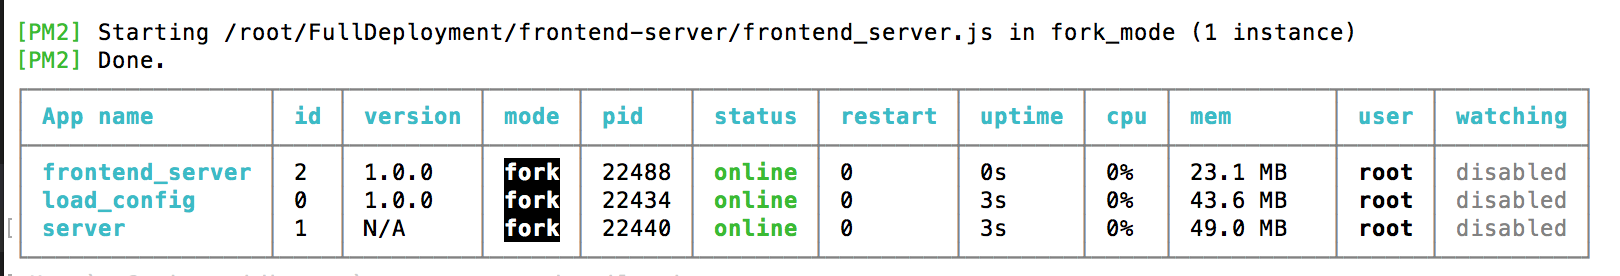 [PM2] Starting /root/FullDeployment/frontend-server/frontend_server.js in fork_mode (1 instance)
[PM2] Done.
App name id version mode pid status restart uptime cpu mem user watching
frontend_server 2 1.0.0 fork 22488 online 0 0s 0% 23.1 MB root disabled
load_config 0 1.0.0 fork 22434 online 0 3s 0% 43.6 MB root disabled
[ server 1 N/A fork 22440 online 0 3s 0% 49.0 MB root disabled